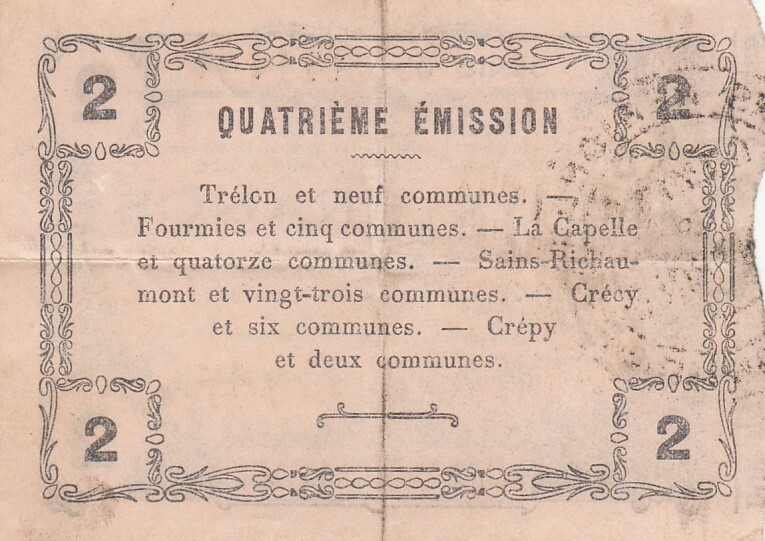 2 2
QUATRIÈME ÉMISSION
Trélon et neuf communes. —
Fourmies et cinq communes. — La Capelle
et quatorze communes. — Sains-Richau-
mont et vingt-trois communes. — Crécy
et six communes. — Crépy
et deux communes.
2 2